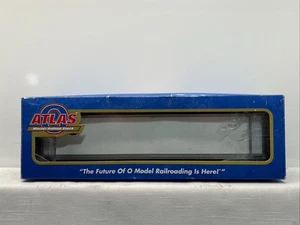 ATLAS
"The Future Of O Model Railroading Is Here!"